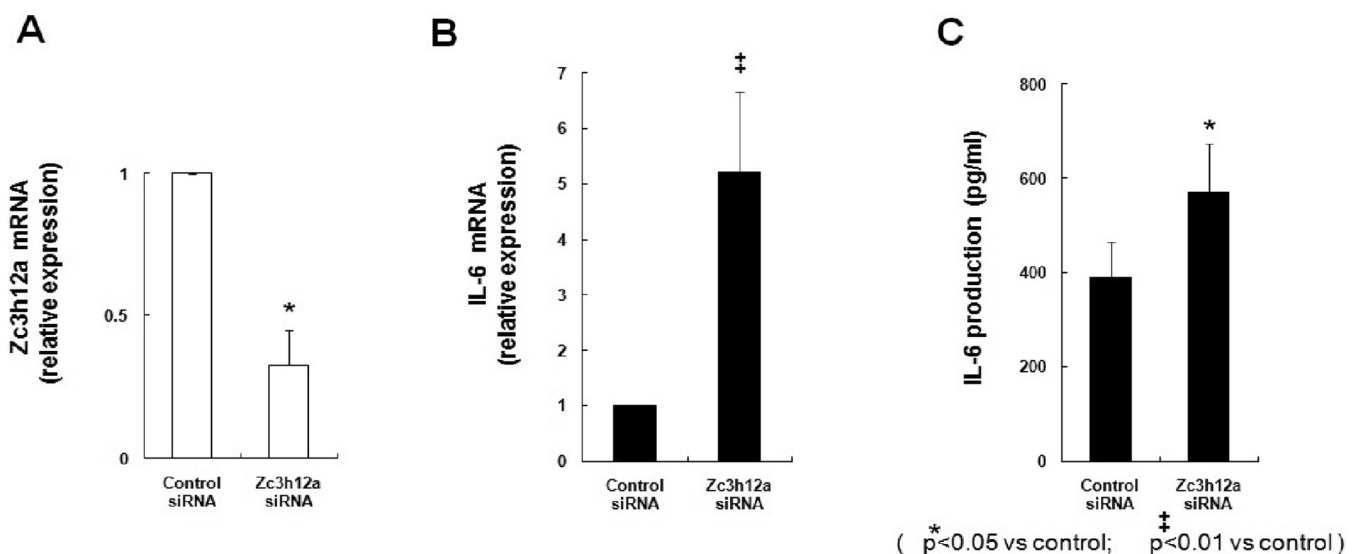 A
Zc3h12a mRNA
(relative expression)
1
0.5
0
*
Control
siRNA
Zc3h12a
siRNA
B
IL-6 mRNA
(relative expression)
7
6
5
4
3
2
1
0
‡
Control
siRNA
Zc3h12a
siRNA
C
IL-6 production (pg/ml)
800
600
400
200
0
*
Control
siRNA
Zc3h12a
siRNA
( *p<0.05 vs control; ‡p<0.01 vs control )